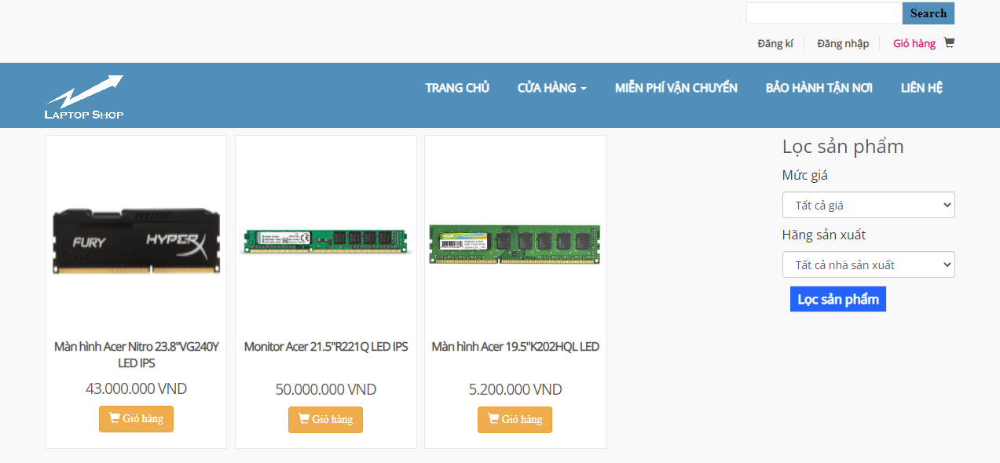 Search
Đăng kí
Đăng nhập
Giỏ hàng
LAPTOP SHOP
TRANG CHỦ
CỬA HÀNG
MIỄN PHÍ VẬN CHUYỂN
BẢO HÀNH TẬN NƠI
LIÊN HỆ
FURY
HYPERX
SP
Màn hình Acer Nitro 23.8"VG240Y
LED IPS
43.000.000 VND
Giỏ hàng
Monitor Acer 21.5"R221Q LED IPS
50.000.000 VND
Giỏ hàng
Màn hình Acer 19.5"K202HQL LED
5.200.000 VND
Giỏ hàng
Lọc sản phẩm
Mức giá
Tất cả giá
Hãng sản xuất
Tất cả nhà sản xuất
Lọc sản phẩm